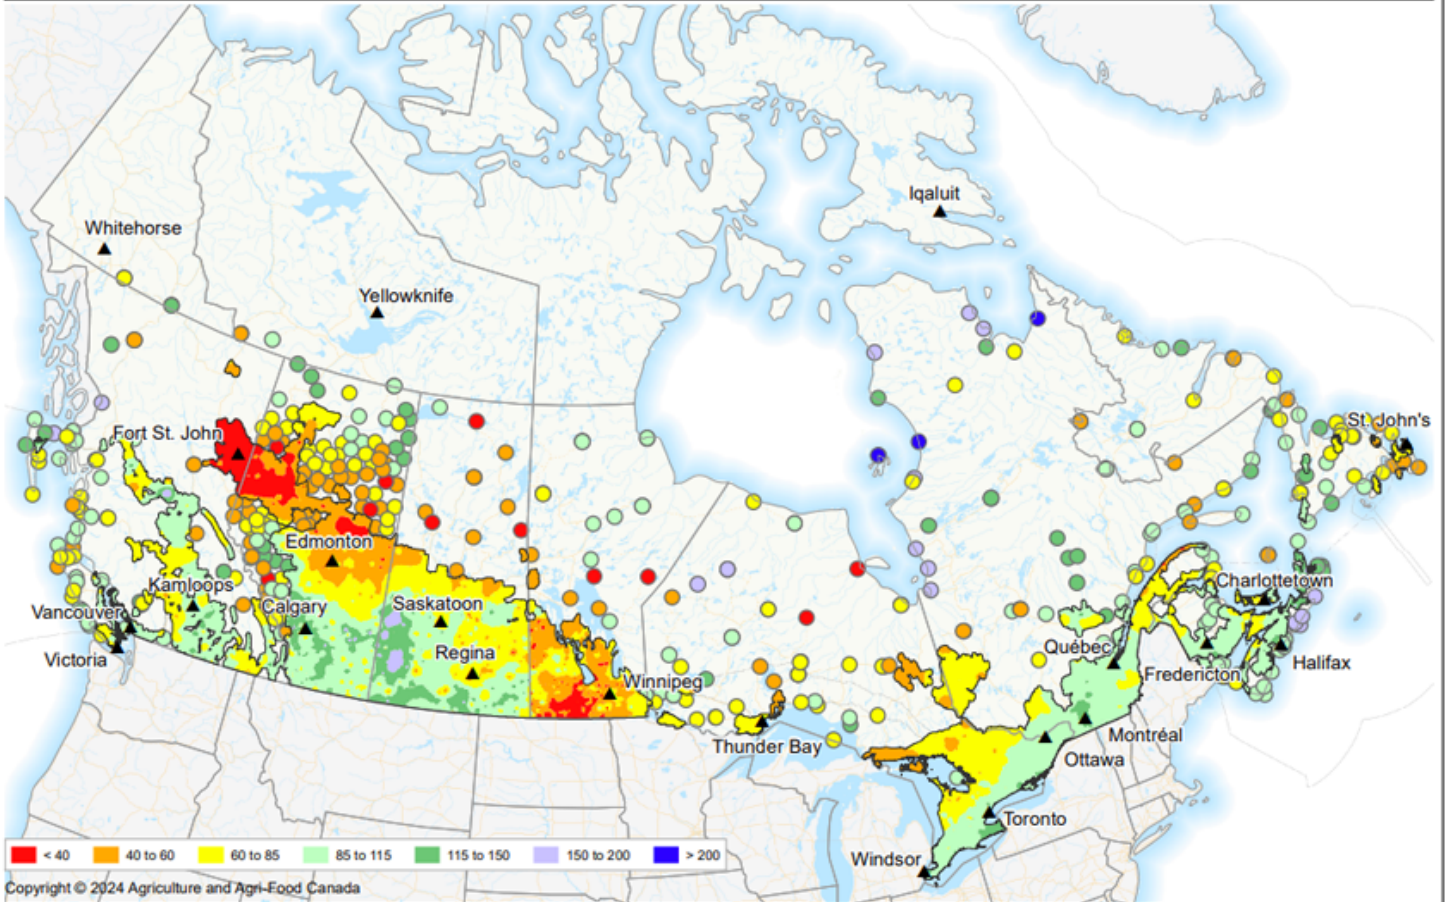 Iqaluit
Whitehorse
Yellowknife
St. John's
Fort St. John
Edmonton
Charlottetown
Kamloops
Vancouver
Calgary
Saskatoon
Québec
Victoria
Regina
Halifax
Fredericton
Winnipeg
Montréal
Thunder Bay
Ottawa
Toronto
Windsor
< 40 40 to 60 60 to 85 85 to 115 115 to 150 150 to 200 > 200
Copyright © 2024 Agriculture and Agri-Food Canada